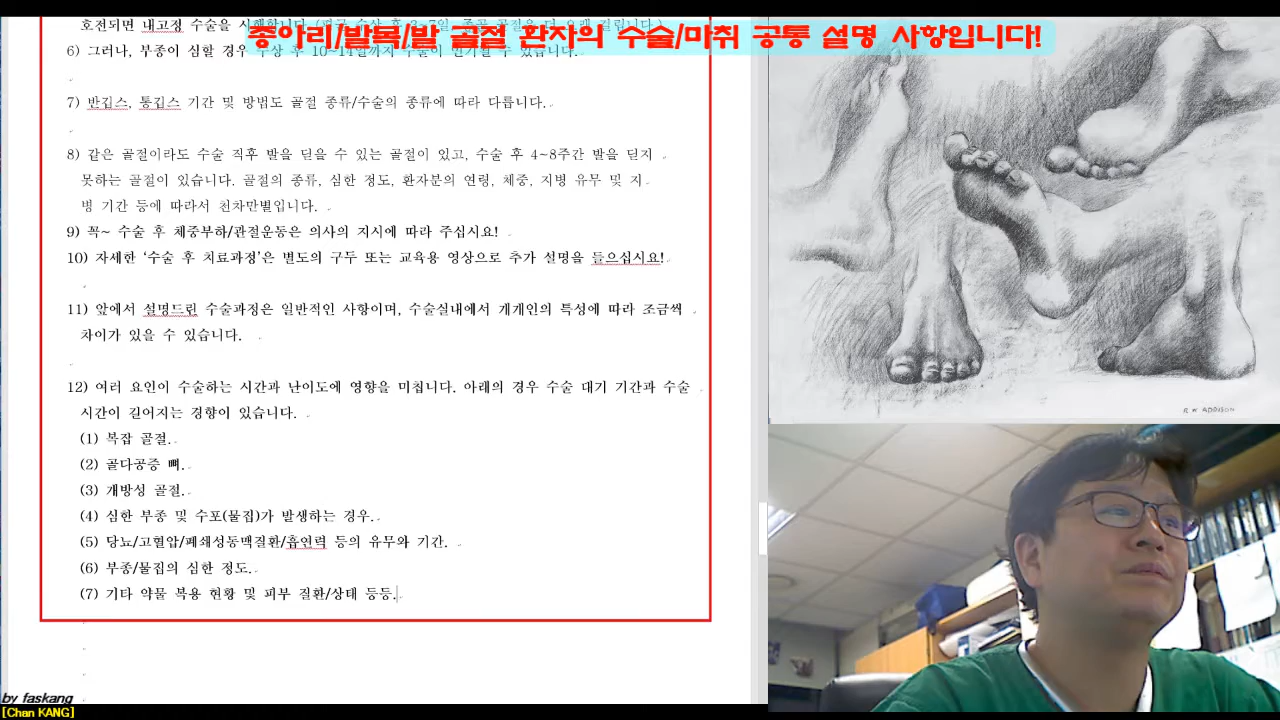 종아리/발목/발 골절 환자의 수술/마취 공통 설명 사항입니다!
호전되면 내고정 수술을 시행합니다.
6) 그러나, 부종이 심할 경우 수상 후 10~14일까지 수술이 연기될 수 있습니다.
7) 반깁스, 통깁스 기간 및 방법도 골절 종류/수술의 종류에 따라 다릅니다.
8) 같은 골절이라도 수술 직후 발을 딛을 수 있는 골절이 있고, 수술 후 4~8주간 발을 딛지
못하는 골절이 있습니다. 골절의 종류, 심한 정도, 환자분의 연령, 체중, 지병 유무 및 지
병 기간 등에 따라서 천차만별입니다.
9) 꼭~ 수술 후 체중부하/관절운동은 의사의 지시에 따라 주십시요!
10) 자세한 ‘수술 후 치료과정’은 별도의 구두 또는 교육용 영상으로 추가 설명을 들으십시요!
11) 앞에서 설명드린 수술과정은 일반적인 사항이며, 수술실내에서 게게인의 특성에 따라 조금씩
차이가 있을 수 있습니다.
12) 여러 요인이 수술하는 시간과 난이도에 영향을 미칩니다. 아래의 경우 수술 대기 기간과 수술
시간이 길어지는 경향이 있습니다.
(1) 복잡 골절.
(2) 골다공증 뼈.
(3) 개방성 골절.
(4) 심한 부종 및 수포(물집)가 발생하는 경우.
(5) 당뇨/고혈압/폐쇄성동맥질환/흡연력 등의 유무와 기간.
(6) 부종/물집의 심한 정도.
(7) 기타 약물 복용 현황 및 피부 질환/상태 등등.
R W ADDISON
by faskang
[Chan KANG]